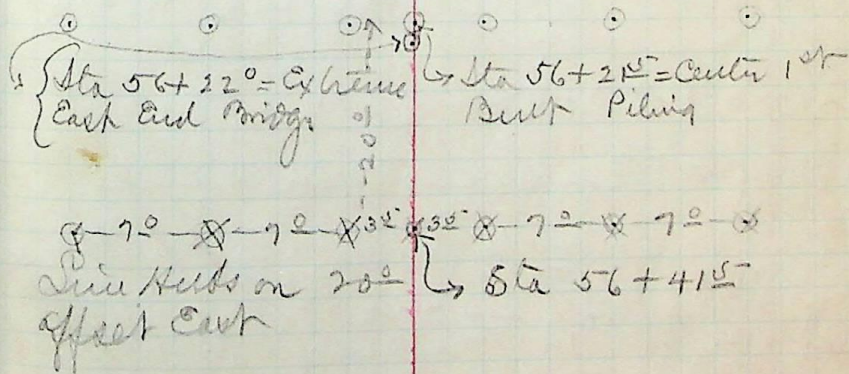 {Sta 56+22⁰ = Extreme
East End Bridge
Sta 56+21⁵ = Center 1st
Bent Piling
20⁰
7⁰ 7⁰ 3⁵ 3⁵ 7⁰ 7⁰
Line Hubs on 20⁰
offset East
Sta 56+41⁵